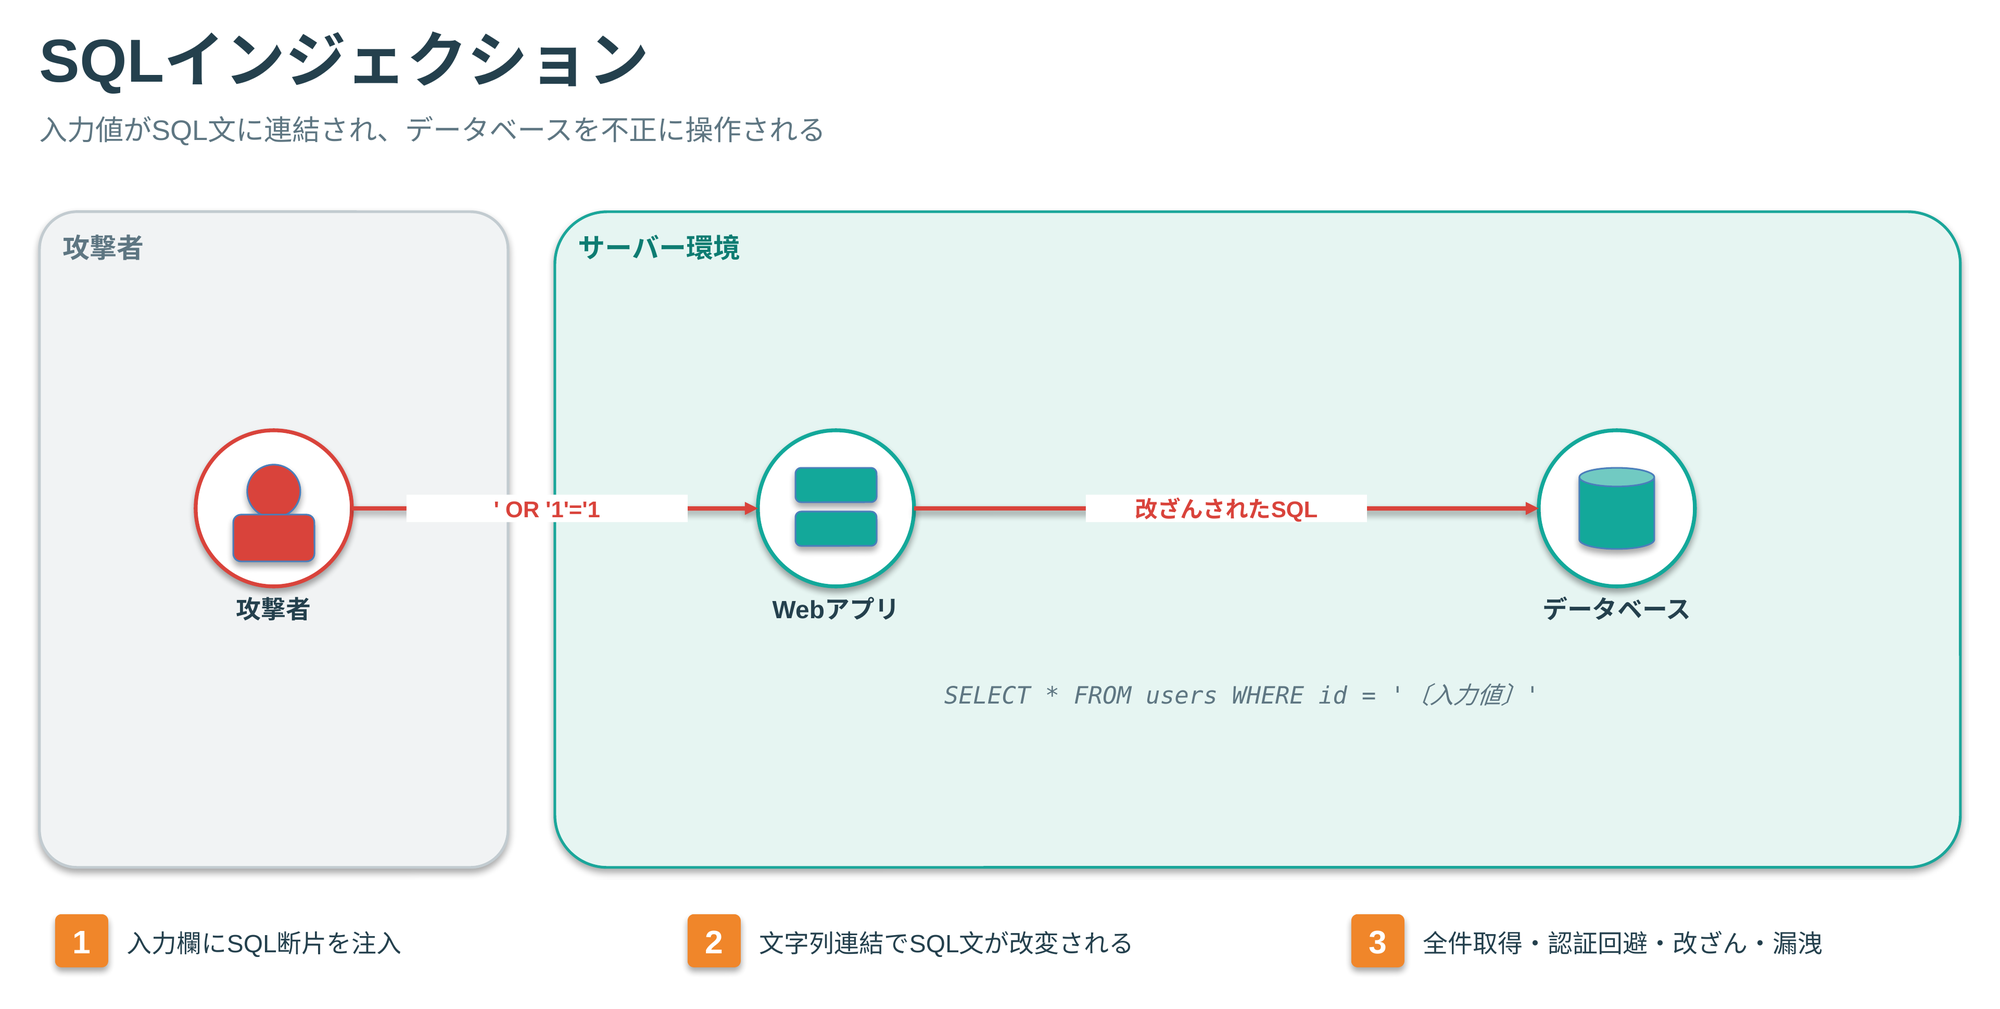 SQLインジェクション
入力値がSQL文に連結され、データベースを不正に操作される
攻撃者
サーバー環境
' OR '1'='1
改ざんされたSQL
攻撃者
Webアプリ
データベース
SELECT * FROM users WHERE id = '〔入力値〕'
1 入力欄にSQL断片を注入
2 文字列連結でSQL文が改変される
3 全件取得・認証回避・改ざん・漏洩